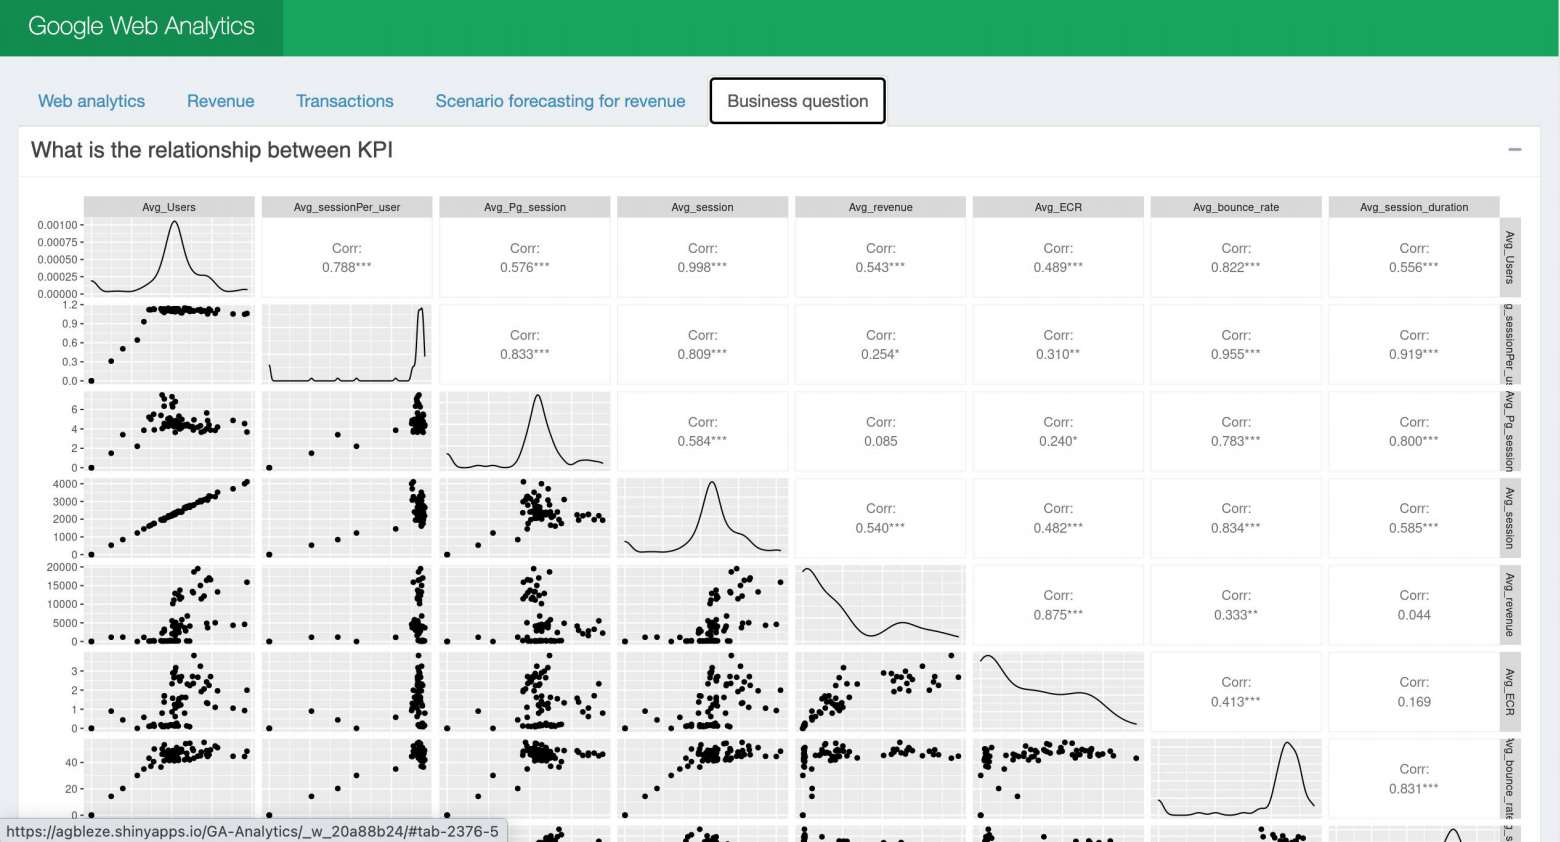 Google Web Analytics
Web analytics Revenue Transactions Scenario forecasting for revenue Business question
What is the relationship between KPI
Avg_Users Avg_sessionPer_user Avg_Pg_session Avg_session Avg_revenue Avg_ECR Avg_bounce_rate Avg_session_duration
0.00100
0.00075
0.00050
0.00025
0.00000
Corr: Corr: Corr: Corr: Corr: Corr: Corr:
0.788*** 0.576*** 0.998*** 0.543*** 0.489*** 0.822*** 0.556***
Avg_Users
1.2
0.9
0.6
0.3
0.0
Corr: Corr: Corr: Corr: Corr: Corr:
0.833*** 0.809*** 0.254* 0.310** 0.955*** 0.919***
g_sessionPer_us
6
4
2
0
Corr: Corr: Corr: Corr: Corr:
0.584*** 0.085 0.240* 0.783*** 0.800***
Avg_Pg_session
4000
3000
2000
1000
0
Corr: Corr: Corr: Corr:
0.540*** 0.482*** 0.834*** 0.585***
Avg_session
20000
15000
10000
5000
0
Corr: Corr: Corr:
0.875*** 0.333** 0.044
Avg_revenue
3
2
1
0
Corr: Corr:
0.413*** 0.169
Avg_ECR
40
20
0
Corr:
0.831***
vg_bounce_rate
https://agbleze.shinyapps.io/GA-Analytics/_w_20a88b24/#tab-2376-5